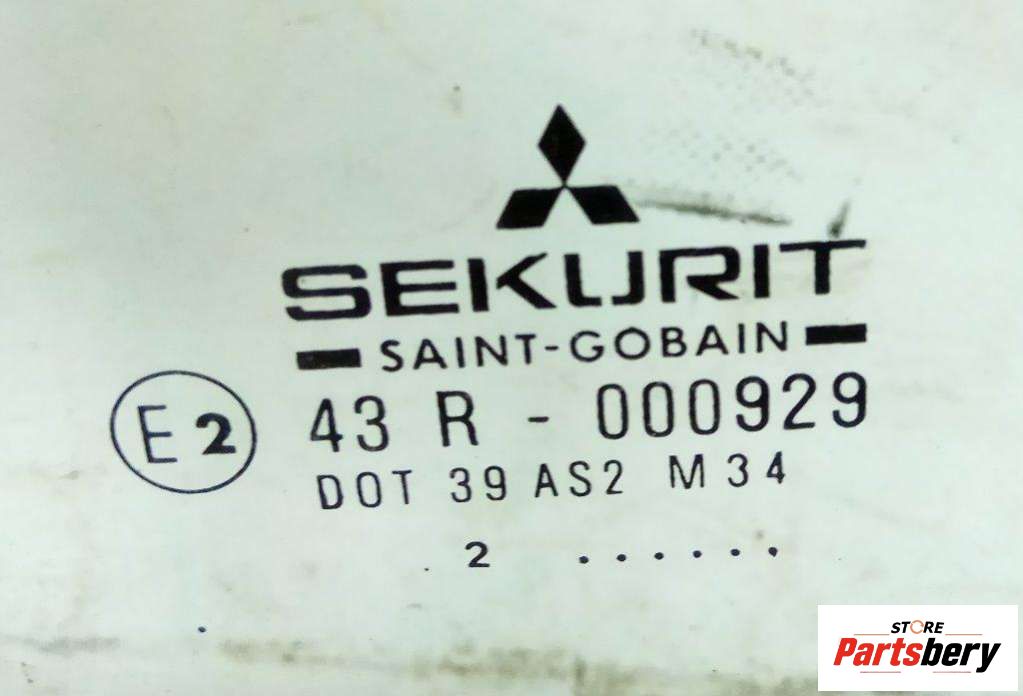 SEKURIT
SAINT-GOBAIN
E2 43 R - 000929
DOT 39 AS2 M34
2 ......
STORE
Partsbery